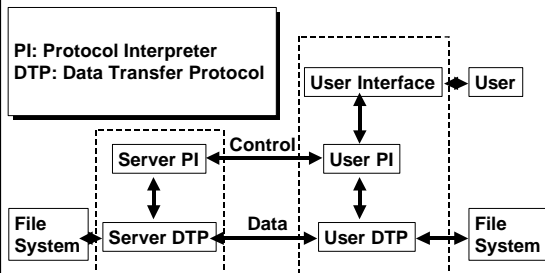 PI: Protocol Interpreter
DTP: Data Transfer Protocol
User Interface
User
Control
Server PI
User PI
File
System
Server DTP
Data
User DTP
File
System